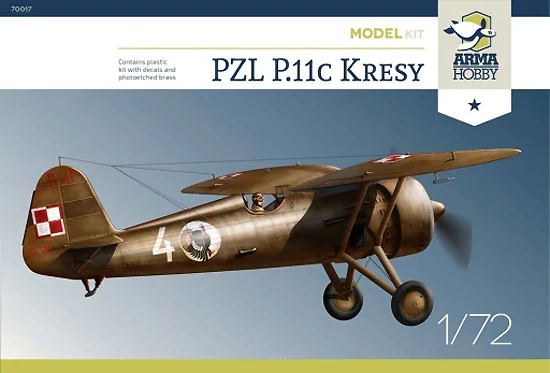 70017
MODEL KIT
Contains plastic
kit with decals and
photoetched brass
PZL P.11c Kresy
ARMA
HOBBY
4
1/72